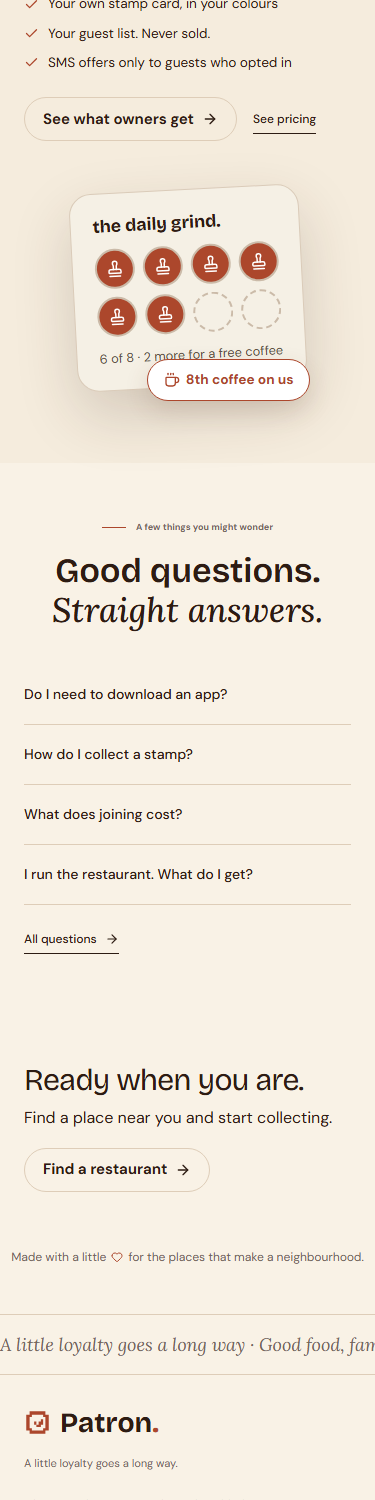 Your own stamp card, in your colours
Your guest list. Never sold.
SMS offers only to guests who opted in
See what owners get
See pricing
the daily grind.
6 of 8 · 2 more for a free coffee
8th coffee on us
A few things you might wonder
Good questions.
Straight answers.
Do I need to download an app?
How do I collect a stamp?
What does joining cost?
I run the restaurant. What do I get?
All questions
Ready when you are.
Find a place near you and start collecting.
Find a restaurant
Made with a little for the places that make a neighbourhood.
A little loyalty goes a long way · Good food,
Patron.
A little loyalty goes a long way.